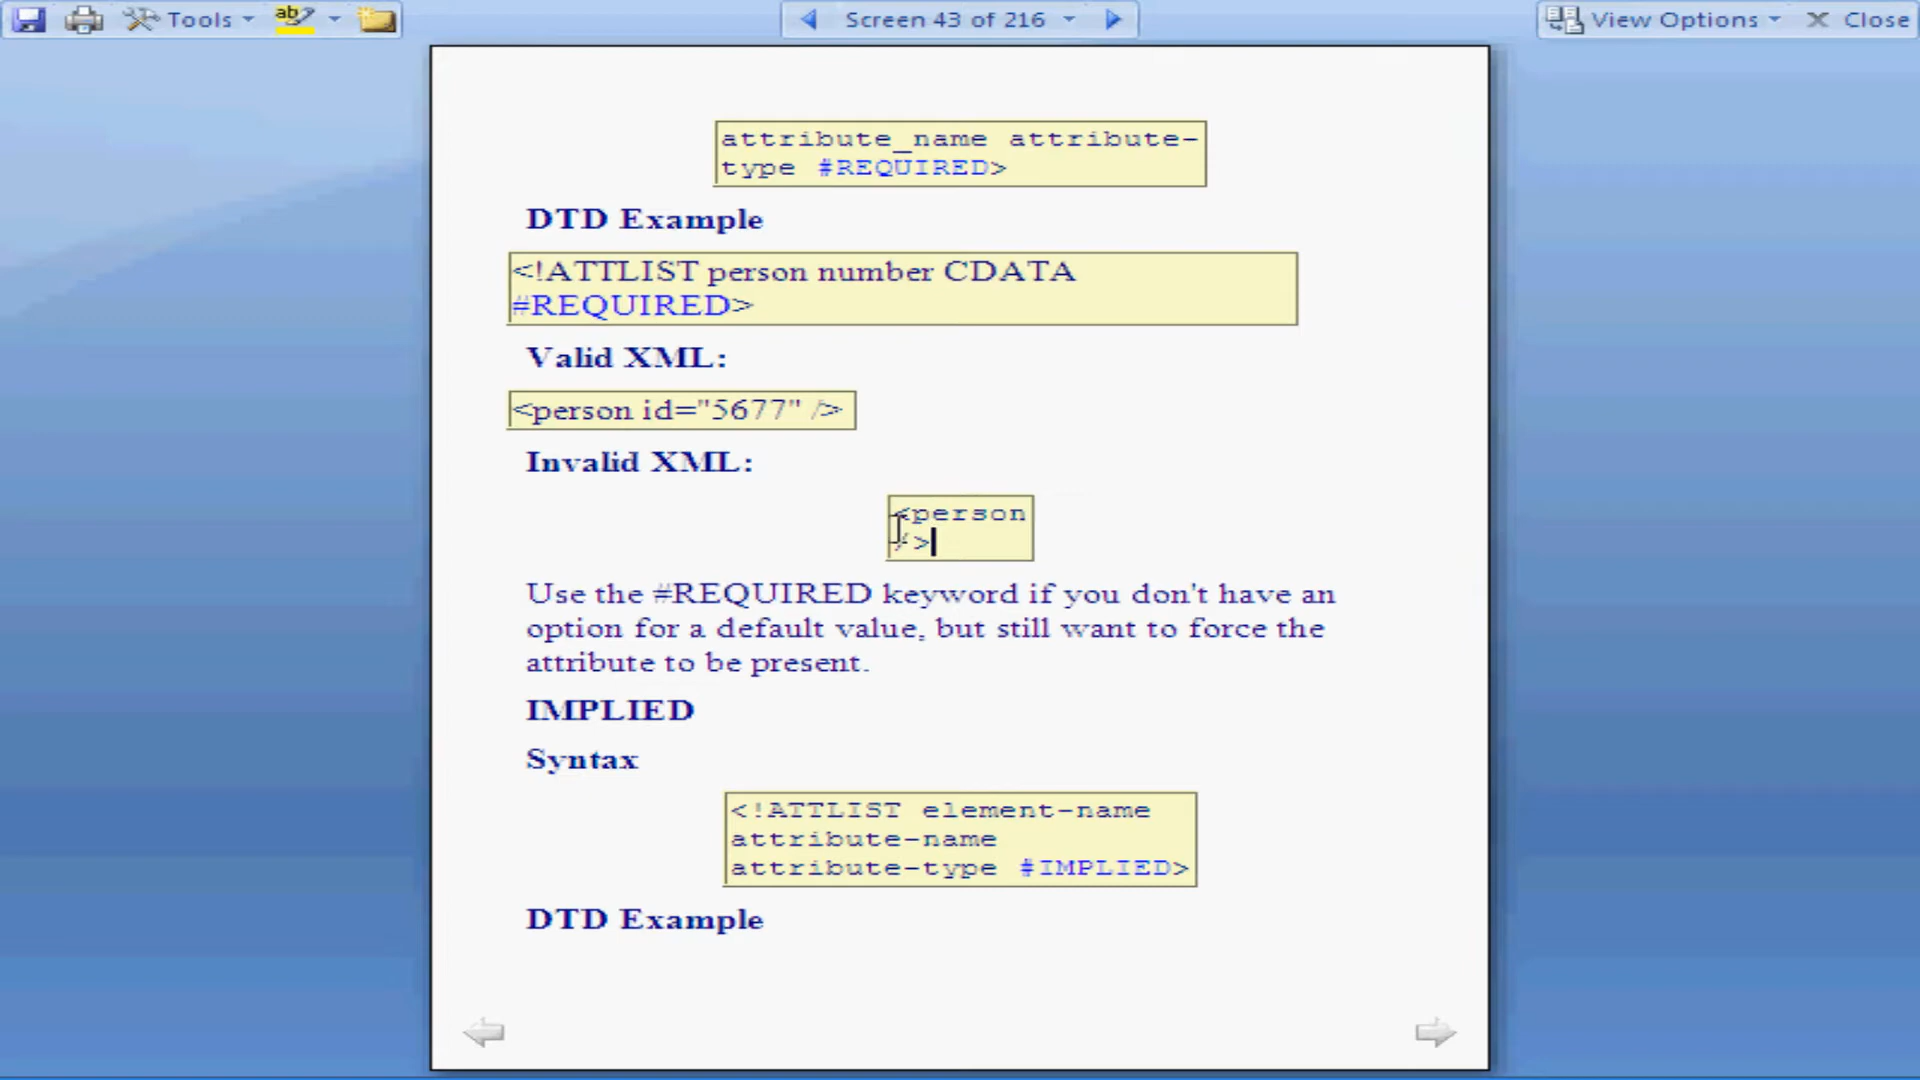 Tools
ab
Screen 43 of 216
View Options
Close
attribute_name attribute-
type #REQUIRED>
DTD Example
<!ATTLIST person number CDATA
#REQUIRED>
Valid XML:
<person id="5677" />
Invalid XML:
<person
/>
Use the #REQUIRED keyword if you don't have an
option for a default value, but still want to force the
attribute to be present.
IMPLIED
Syntax
<!ATTLIST element-name
attribute-name
attribute-type #IMPLIED>
DTD Example